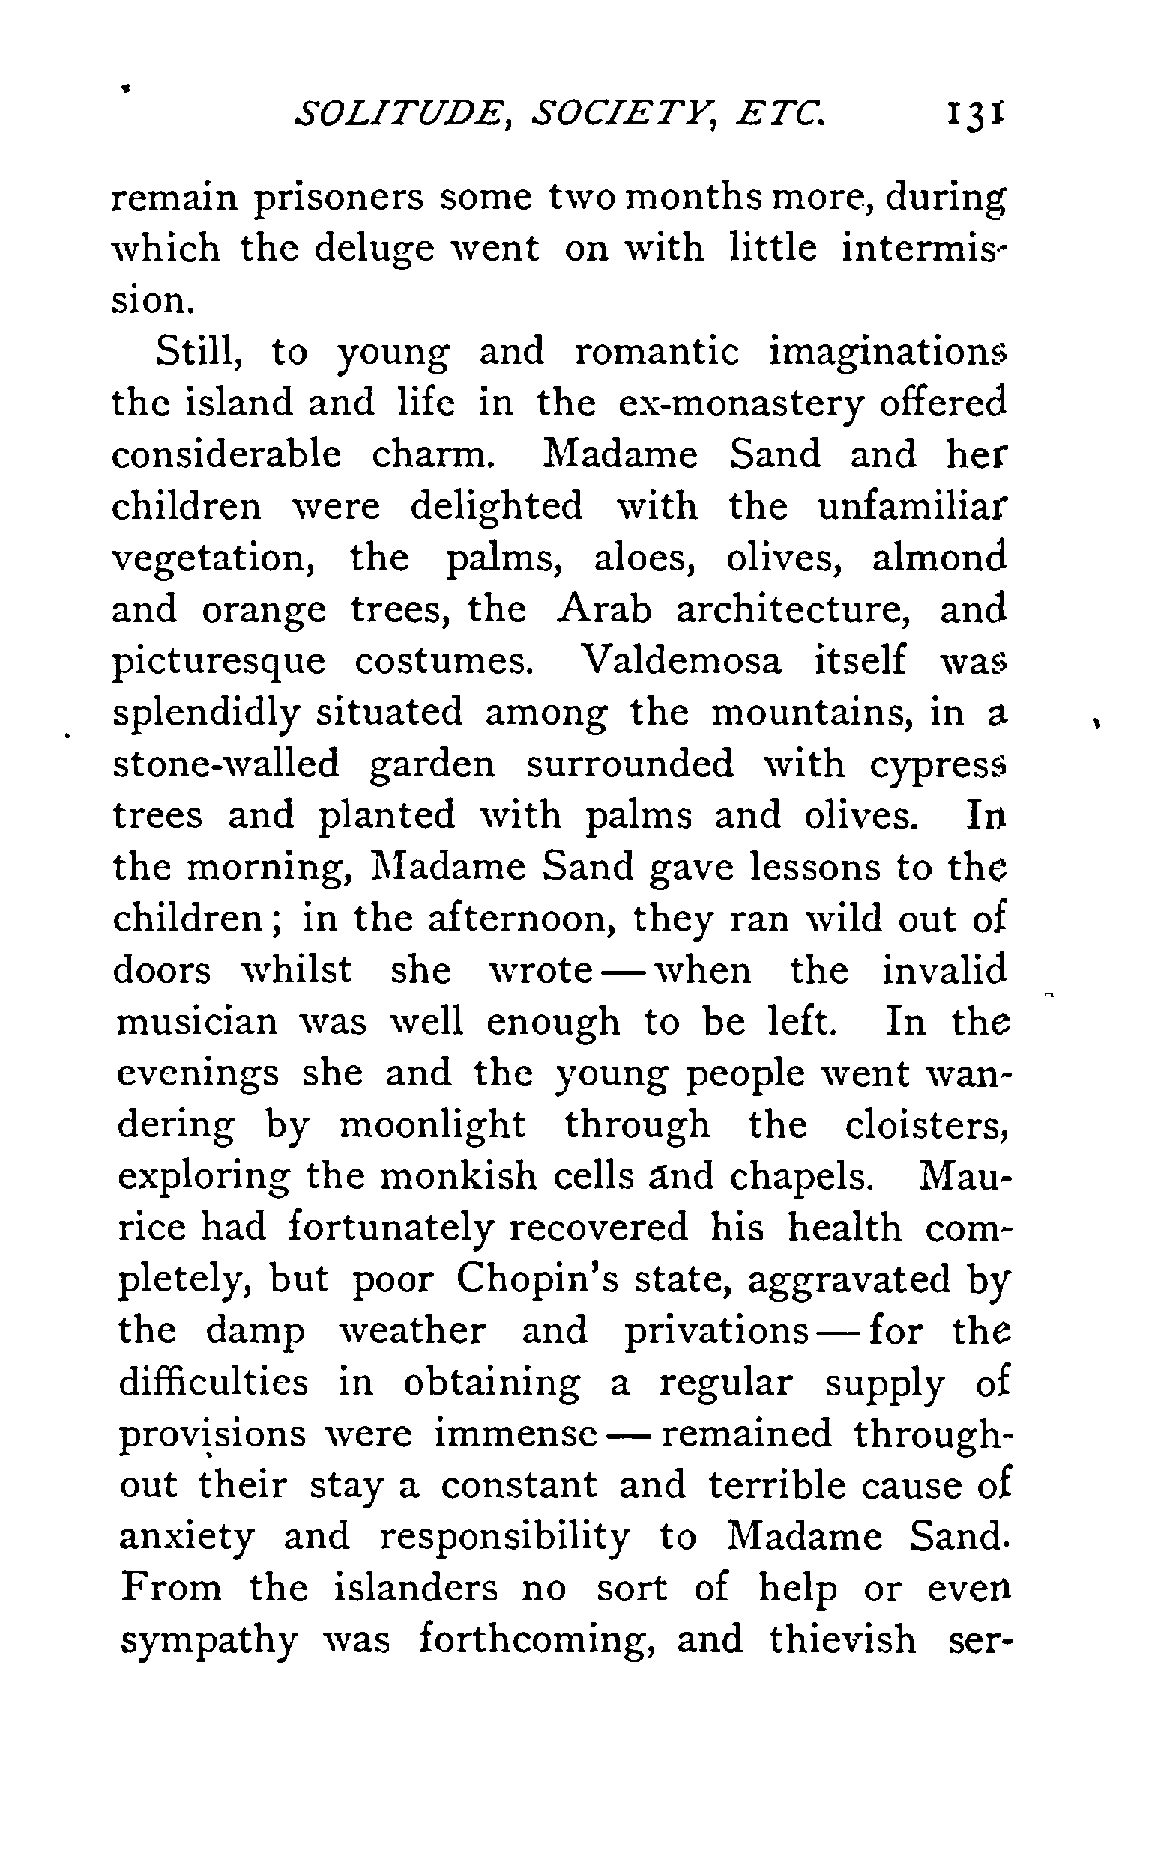 SOLITUDE, SOCIETY, ETC. 131
remain prisoners some two months more, during
which the deluge went on with little intermis-
sion.
Still, to young and romantic imaginations
the island and life in the ex-monastery offered
considerable charm. Madame Sand and her
children were delighted with the unfamiliar
vegetation, the palms, aloes, olives, almond
and orange trees, the Arab architecture, and
picturesque costumes. Valdemosa itself was
splendidly situated among the mountains, in a
stone-walled garden surrounded with cypress
trees and planted with palms and olives. In
the morning, Madame Sand gave lessons to the
children; in the afternoon, they ran wild out of
doors whilst she wrote—when the invalid
musician was well enough to be left. In the
evenings she and the young people went wan-
dering by moonlight through the cloisters,
exploring the monkish cells and chapels. Mau-
rice had fortunately recovered his health com-
pletely, but poor Chopin's state, aggravated by
the damp weather and privations—for the
difficulties in obtaining a regular supply of
provisions were immense—remained through-
out their stay a constant and terrible cause of
anxiety and responsibility to Madame Sand.
From the islanders no sort of help or even
sympathy was forthcoming, and thievish ser-